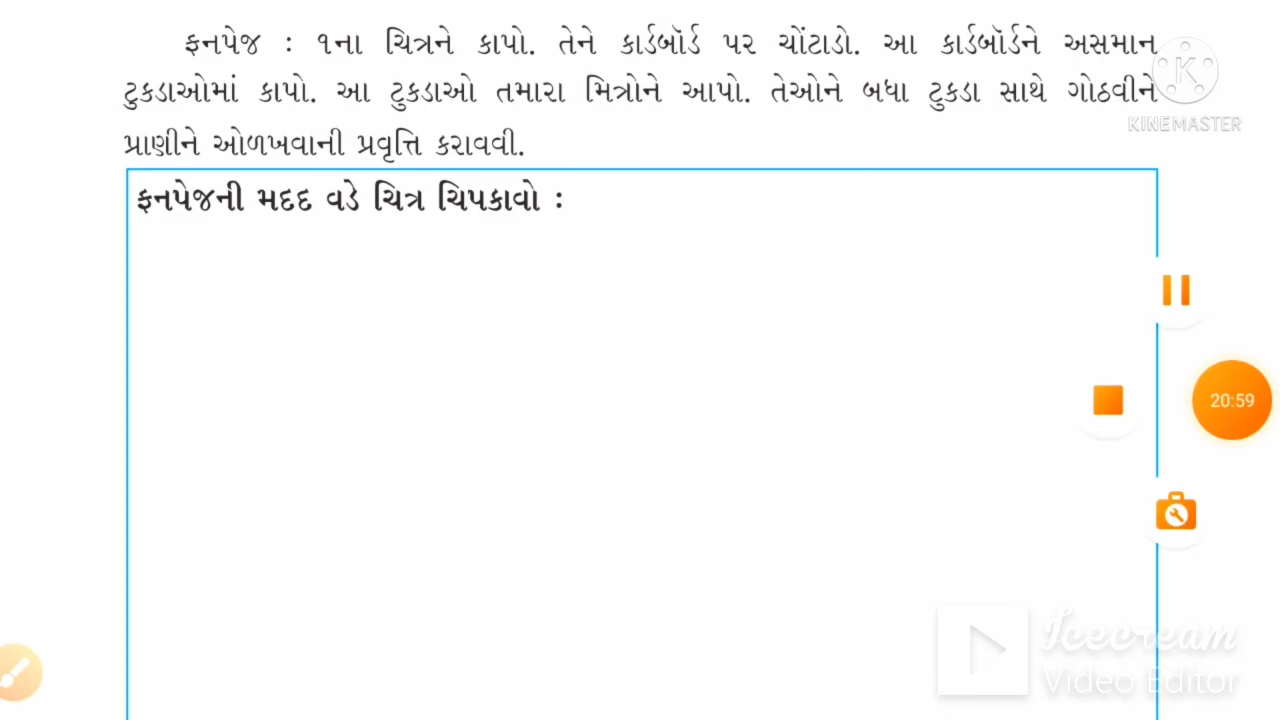 ફનપેજ : ૧ના ચિત્રને કાપો. તેને કાર્ડબૉર્ડ પર ચોંટાડો. આ કાર્ડબૉર્ડને અસમાન
ટુકડાઓમાં કાપો. આ ટુકડાઓ તમારા મિત્રોને આપો. તેઓને બધા ટુકડા સાથે ગોઠવીને
પ્રાણીને ઓળખવાની પ્રવૃત્તિ કરાવવી.
ફનપેજની મદદ વડે ચિત્ર ચિપકાવો :
K
KINEMASTER
20:59
Icecream
Video Editor